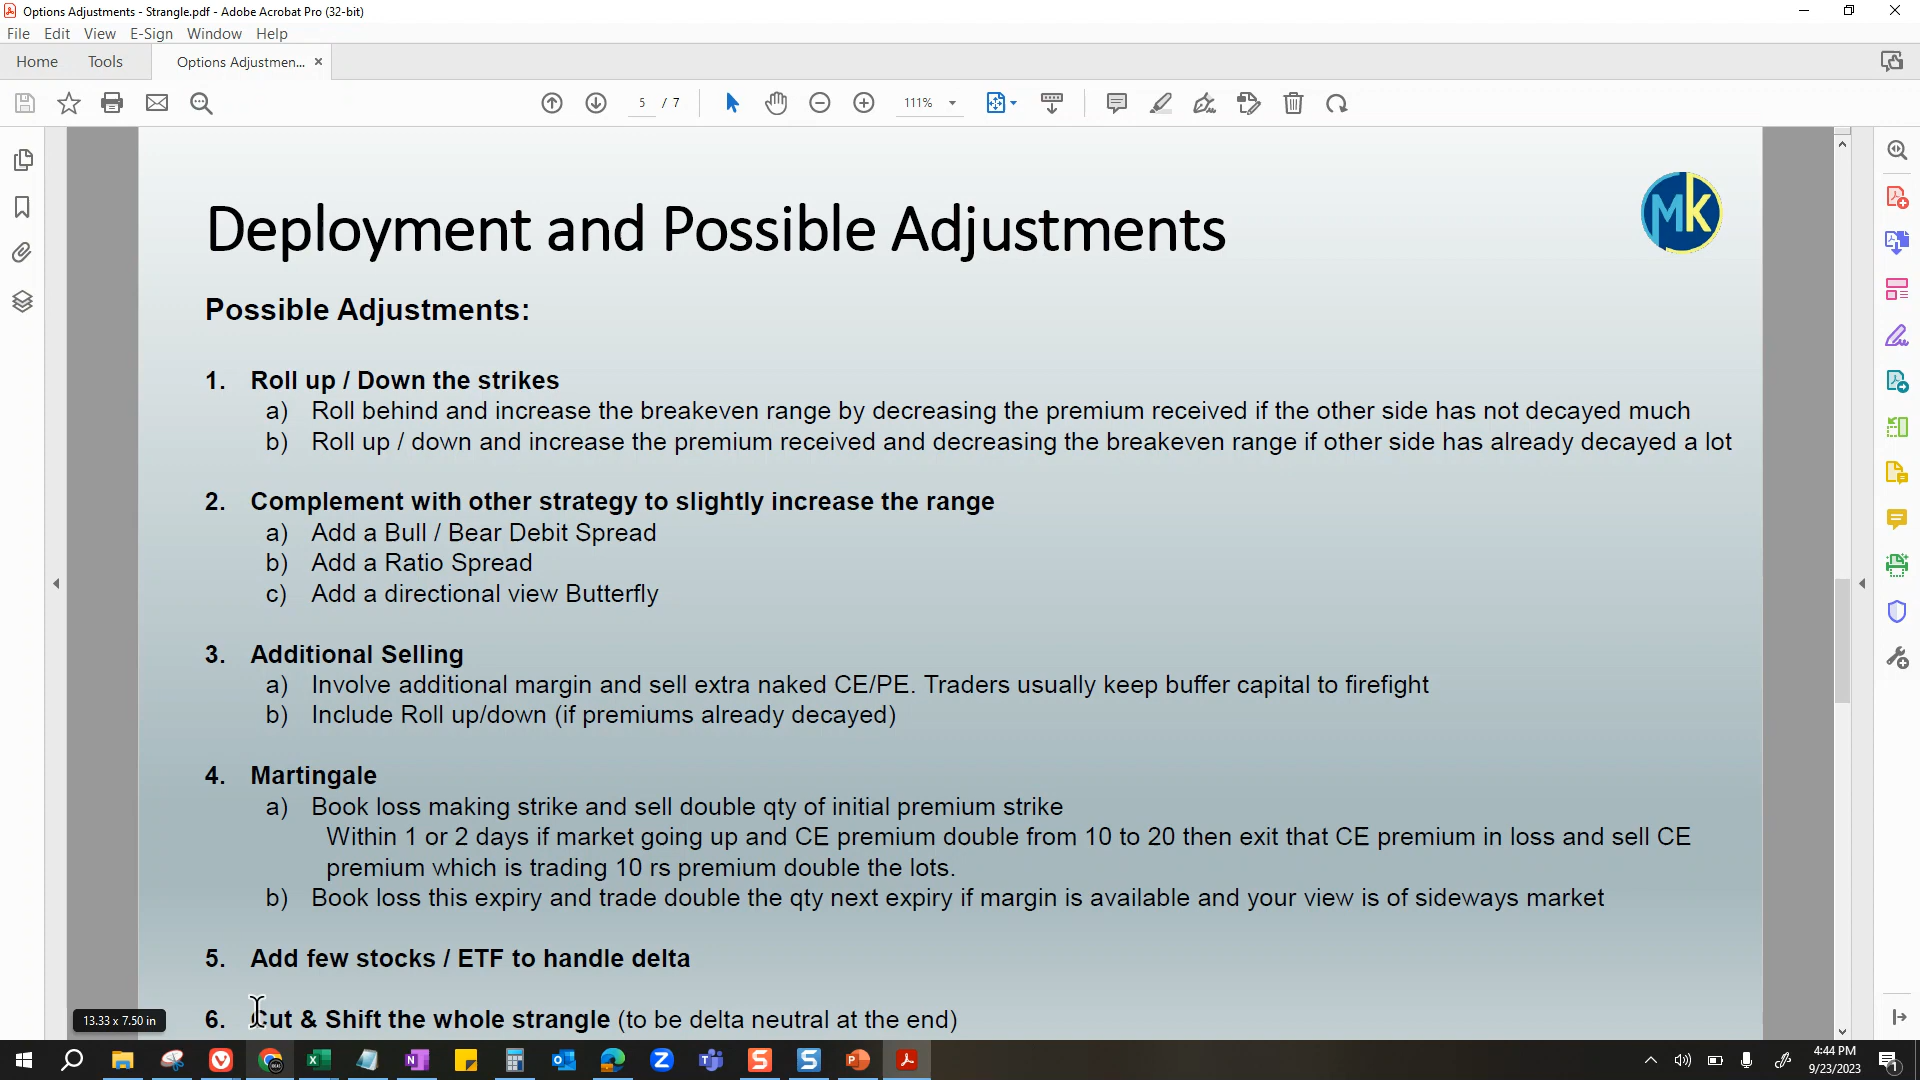 Options Adjustments - Strangle.pdf - Adobe Acrobat Pro (32-bit)
File Edit View E-Sign Window Help
Home Tools Options Adjustmen... ×
5 / 7 111%
Deployment and Possible Adjustments
MK
Possible Adjustments:
1. Roll up / Down the strikes
a) Roll behind and increase the breakeven range by decreasing the premium received if the other side has not decayed much
b) Roll up / down and increase the premium received and decreasing the breakeven range if other side has already decayed a lot
2. Complement with other strategy to slightly increase the range
a) Add a Bull / Bear Debit Spread
b) Add a Ratio Spread
c) Add a directional view Butterfly
3. Additional Selling
a) Involve additional margin and sell extra naked CE/PE. Traders usually keep buffer capital to firefight
b) Include Roll up/down (if premiums already decayed)
4. Martingale
a) Book loss making strike and sell double qty of initial premium strike
Within 1 or 2 days if market going up and CE premium double from 10 to 20 then exit that CE premium in loss and sell CE
premium which is trading 10 rs premium double the lots.
b) Book loss this expiry and trade double the qty next expiry if margin is available and your view is of sideways market
5. Add few stocks / ETF to handle delta
6. Cut & Shift the whole strangle (to be delta neutral at the end)
13.33 x 7.50 in
4:44 PM
9/23/2023